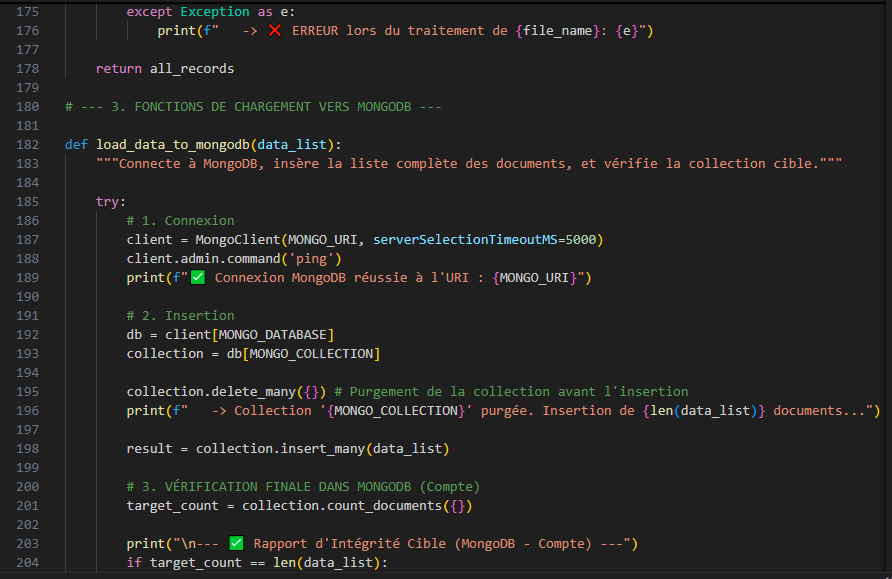 175 except Exception as e:
176 print(f"   -> ❌ ERREUR lors du traitement de {file_name}: {e}")
177
178 return all_records
179
180 # --- 3. FONCTIONS DE CHARGEMENT VERS MONGODB ---
181
182 def load_data_to_mongodb(data_list):
183 """Connecte à MongoDB, insère la liste complète des documents, et vérifie la collection cible."""
184
185 try:
186 # 1. Connexion
187 client = MongoClient(MONGO_URI, serverSelectionTimeoutMS=5000)
188 client.admin.command('ping')
189 print(f"✅ Connexion MongoDB réussie à l'URI : {MONGO_URI}")
190
191 # 2. Insertion
192 db = client[MONGO_DATABASE]
193 collection = db[MONGO_COLLECTION]
194
195 collection.delete_many({}) # Purgement de la collection avant l'insertion
196 print(f"   -> Collection '{MONGO_COLLECTION}' purgée. Insertion de {len(data_list)} documents...")
197
198 result = collection.insert_many(data_list)
199
200 # 3. VÉRIFICATION FINALE DANS MONGODB (Compte)
201 target_count = collection.count_documents({})
202
203 print("\n--- ✅ Rapport d'Intégrité Cible (MongoDB - Compte) ---")
204 if target_count == len(data_list):